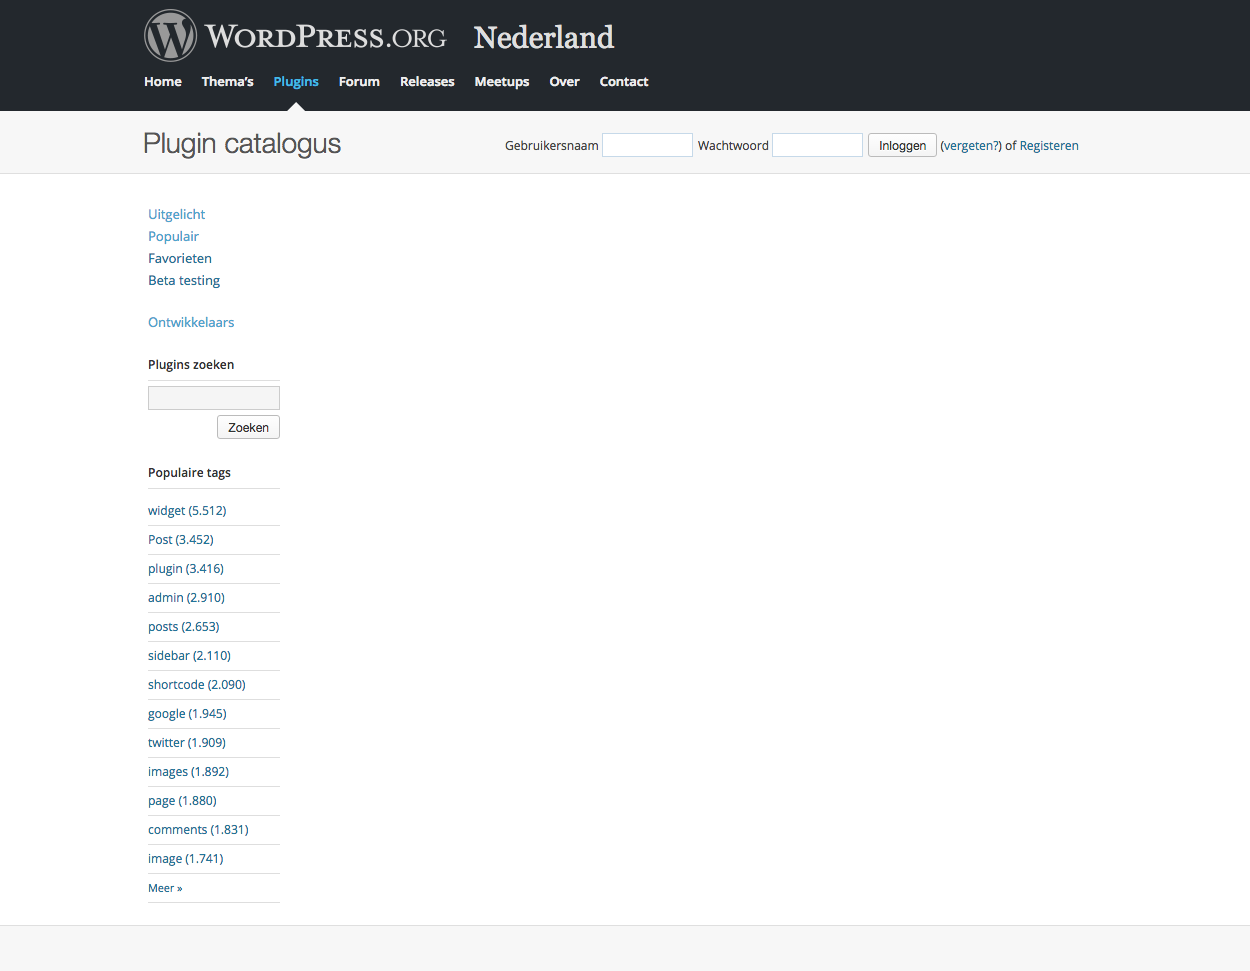 WORDPRESS.ORG Nederland
Home Thema's Plugins Forum Releases Meetups Over Contact
Plugin catalogus
Gebruikersnaam Wachtwoord Inloggen (vergeten?) of Registeren
Uitgelicht
Populair
Favorieten
Beta testing
Ontwikkelaars
Plugins zoeken
Zoeken
Populaire tags
widget (5.512)
Post (3.452)
plugin (3.416)
admin (2.910)
posts (2.653)
sidebar (2.110)
shortcode (2.090)
google (1.945)
twitter (1.909)
images (1.892)
page (1.880)
comments (1.831)
image (1.741)
Meer »